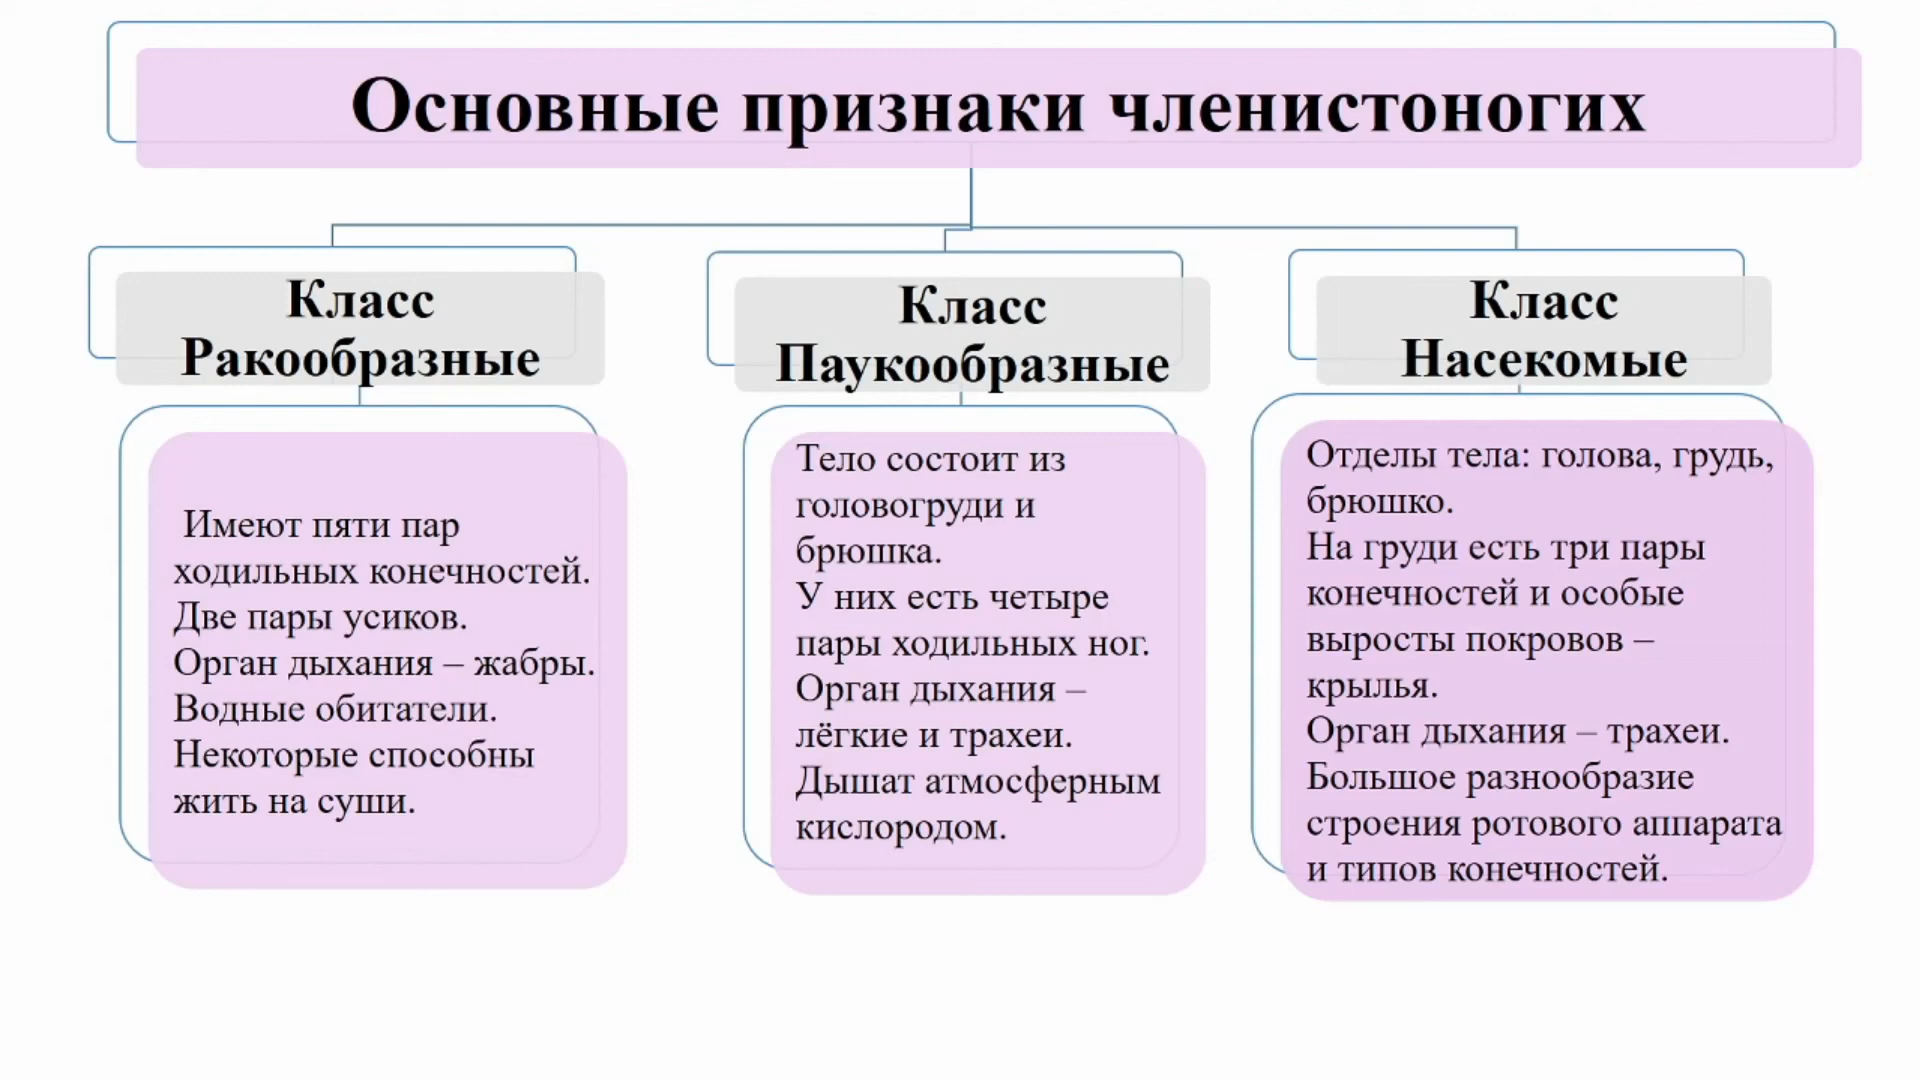 Основные признаки членистоногих
Класс
Ракообразные
Имеют пяти пар
ходильных конечностей.
Две пары усиков.
Орган дыхания – жабры.
Водные обитатели.
Некоторые способны
жить на суши.
Класс
Паукообразные
Тело состоит из
головогруди и
брюшка.
У них есть четыре
пары ходильных ног.
Орган дыхания –
лёгкие и трахеи.
Дышат атмосферным
кислородом.
Класс
Насекомые
Отделы тела: голова, грудь,
брюшко.
На груди есть три пары
конечностей и особые
выросты покровов –
крылья.
Орган дыхания – трахеи.
Большое разнообразие
строения ротового аппарата
и типов конечностей.